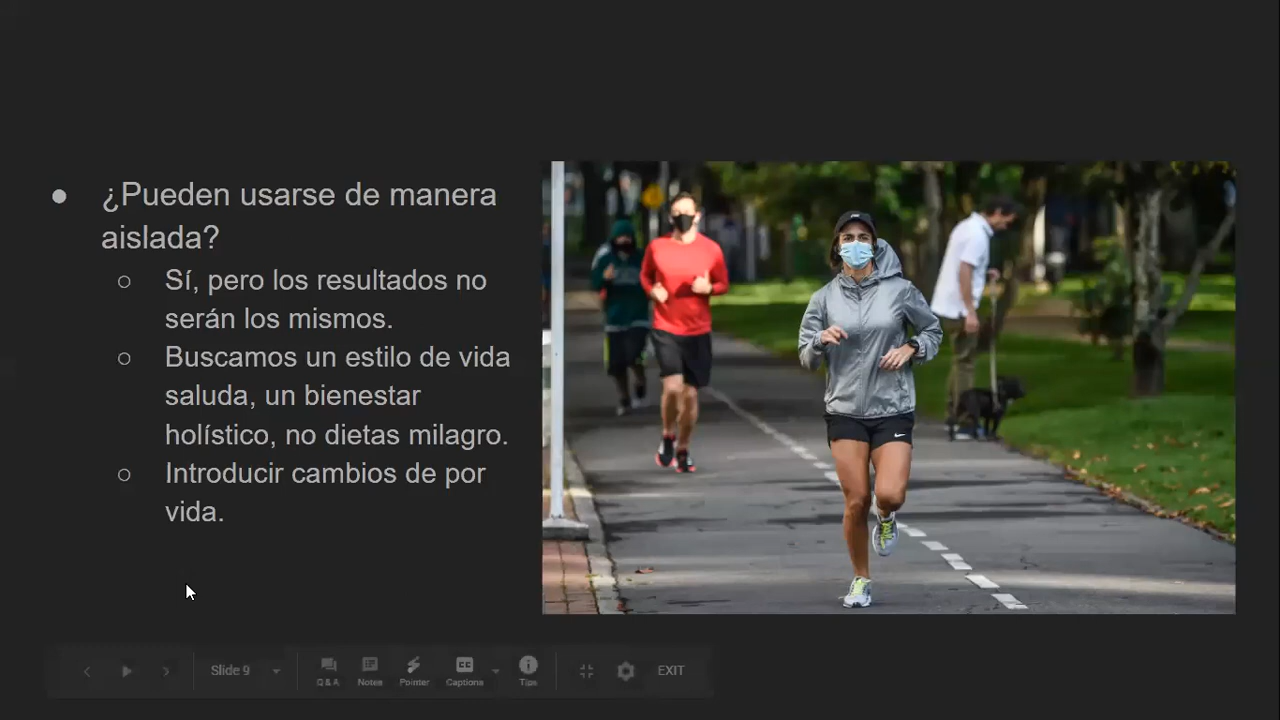 ¿Pueden usarse de manera
aislada?
Sí, pero los resultados no
serán los mismos.
Buscamos un estilo de vida
saluda, un bienestar
holístico, no dietas milagro.
Introducir cambios de por
vida.
Slide 9
Q & A
Notes
Pointer
CC
Captions
Tips
EXIT